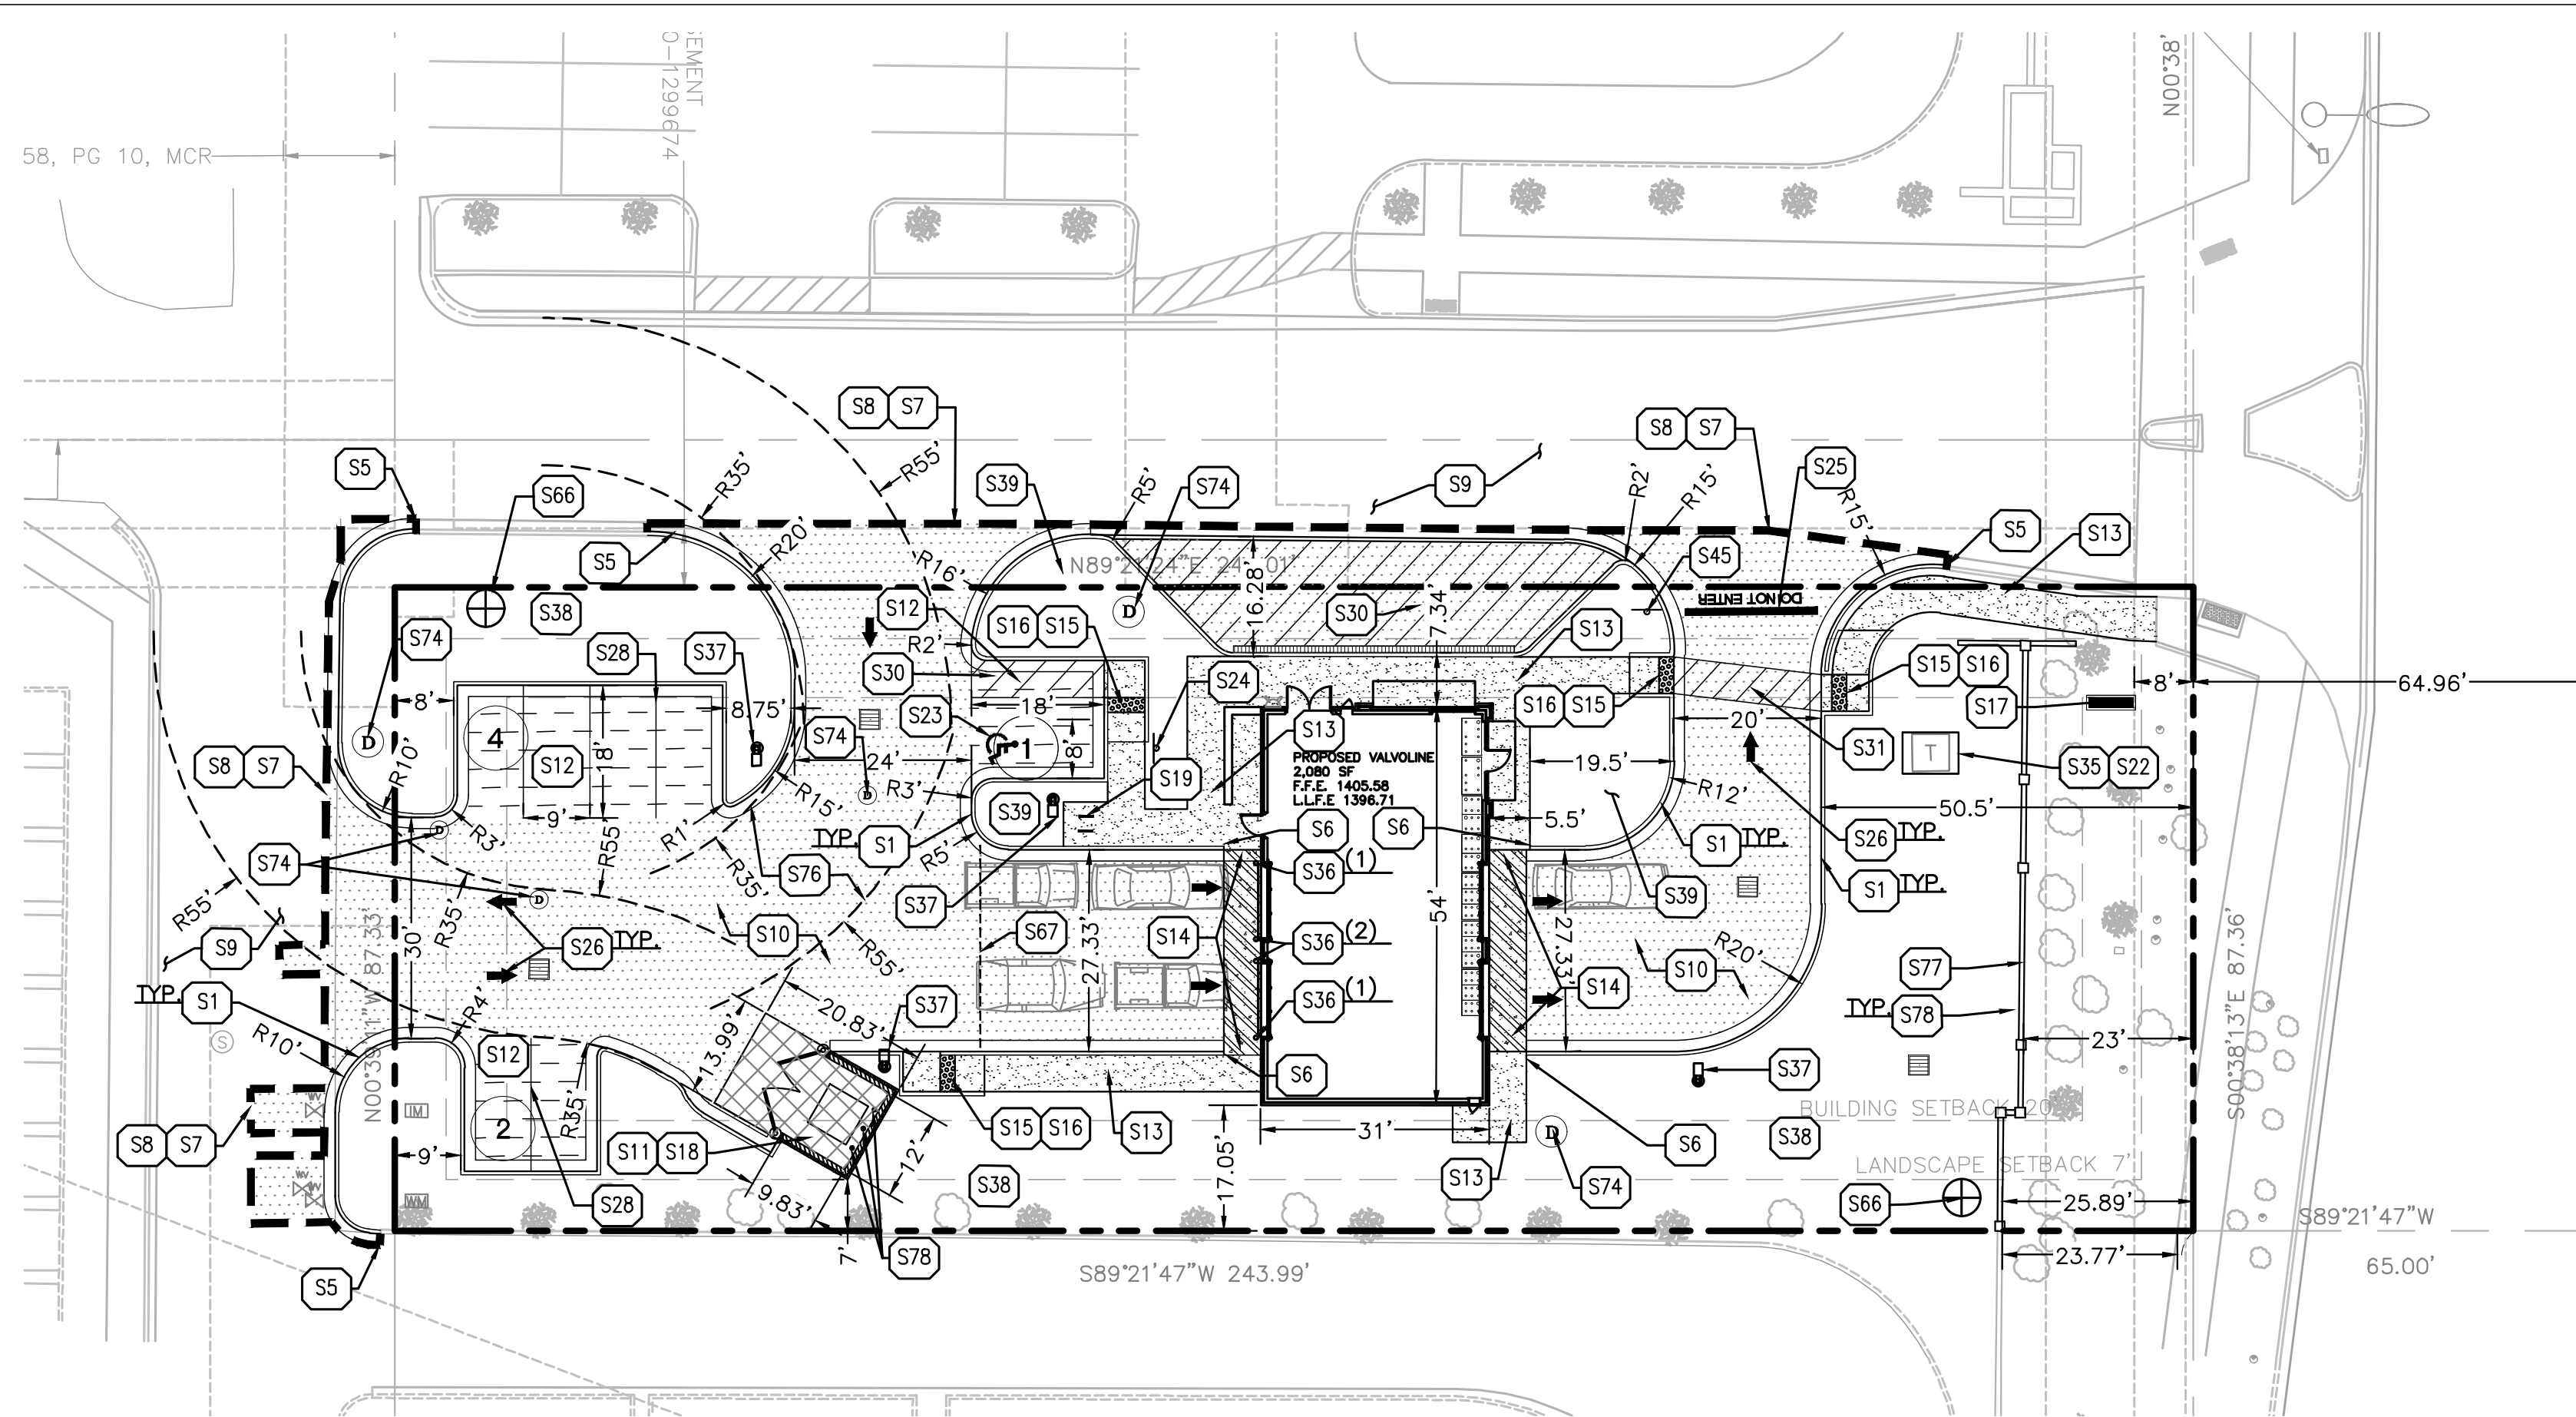 SEMENT
0-1299674
N00°38'
58, PG 10, MCR
S8 S7
R55'
S8 S7
S5
R35'
S39
R5'
S74
S9
R2'
R15'
S25
R15'
S66
S5
S13
S5
R20'
R16'
N89°21'24"E 24 .01'
S45
DO NOT ENTER
S38
S12
16.28'
S30
7.34'
S13
D
S74
S28
S37
R2'
S16 S15
S30
S24
S15 S16
8'
64.96'
8'
8.75'
S23
18'
S16 S15
S17
20'
D
4
S74
1
8'
S13
S31
T
S8 S7
R10'
S12
18'
24'
S19
PROPOSED VALVOLINE
2,080 SF
F.F.E. 1405.58
L.L.F.E 1396.71
19.5'
S35 S22
D
R3'
R15'
R12'
50.5'
9'
S39
5.5'
D
R3'
R1'
TYP. S1
R5'
S6
S6
S1 TYP.
S26 TYP.
S74
R55'
R35'
S76
S36 (1)
S39
S1 TYP.
R55'
R35'
D
S37
54'
S9
30'
S26 TYP.
S10
S67
S14
S36 (2)
27.33'
R55'
27.33'
S10
R20'
S77
N00°39'11"W 87.33'
S00°38'13"E 87.36'
TYP. S1
R4'
20.83'
S37
S36 (1)
S14
TYP. S78
R10'
S
S12
13.99'
23'
S6
S37
WV
IM
2
R35'
BUILDING SETBACK 20'
S8 S7
S15 S16
S13
31'
D
S6
S38
9'
S11 S18
12'
17.05'
WV
WV
WM
S28
9.83'
S38
S13
S74
LANDSCAPE SETBACK 7'
S66
25.89'
S89°21'47"W
7'
S78
23.77'
S5
S89°21'47"W 243.99'
65.00'